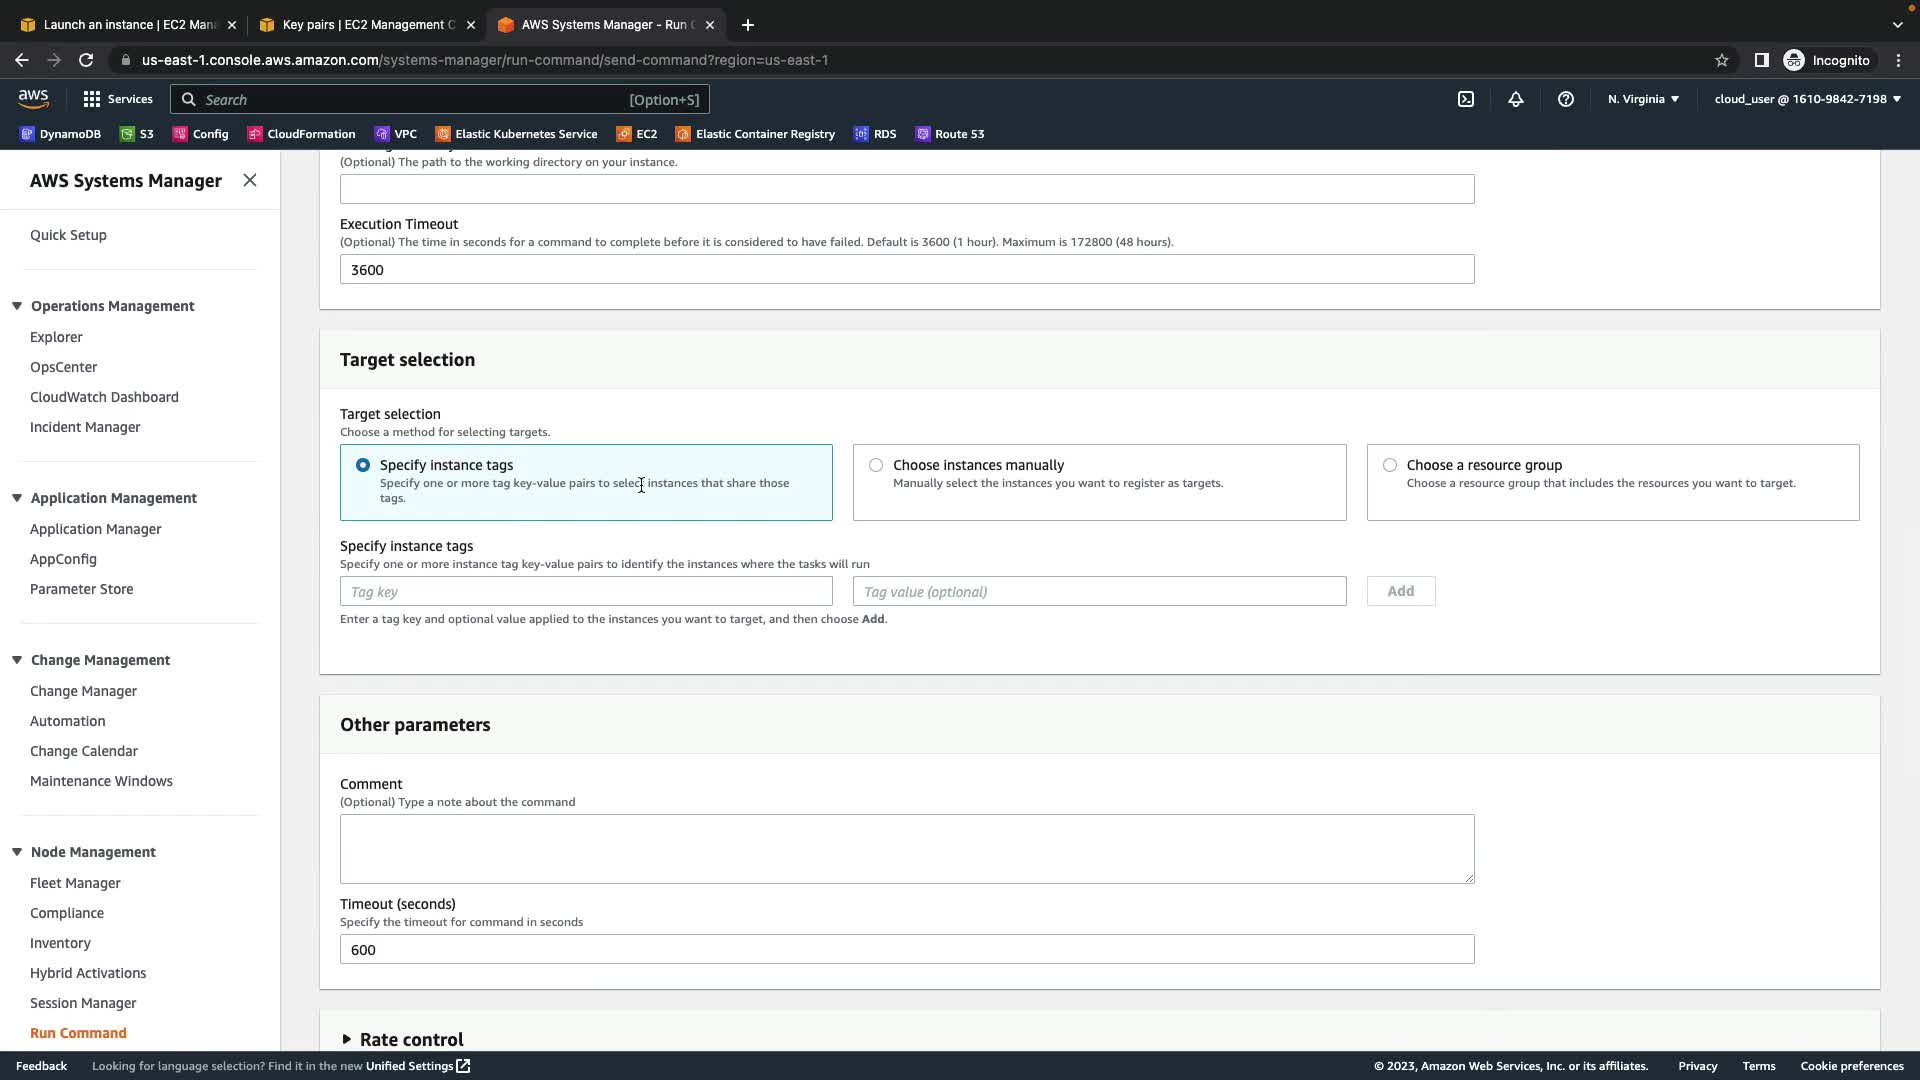 Launch an instance | EC2 Man
Key pairs | EC2 Management C
AWS Systems Manager - Run C
us-east-1.console.aws.amazon.com/systems-manager/run-command/send-command?region=us-east-1
Incognito
aws
Services
Search
[Option+S]
N. Virginia
cloud_user @ 1610-9842-7198
DynamoDB
S3
Config
CloudFormation
VPC
Elastic Kubernetes Service
EC2
Elastic Container Registry
RDS
Route 53
AWS Systems Manager
Quick Setup
Operations Management
Explorer
OpsCenter
CloudWatch Dashboard
Incident Manager
Application Management
Application Manager
AppConfig
Parameter Store
Change Management
Change Manager
Automation
Change Calendar
Maintenance Windows
Node Management
Fleet Manager
Compliance
Inventory
Hybrid Activations
Session Manager
Run Command
(Optional) The path to the working directory on your instance.
Execution Timeout
(Optional) The time in seconds for a command to complete before it is considered to have failed. Default is 3600 (1 hour). Maximum is 172800 (48 hours).
3600
Target selection
Target selection
Choose a method for selecting targets.
Specify instance tags
Specify one or more tag key-value pairs to select instances that share those
tags.
Choose instances manually
Manually select the instances you want to register as targets.
Choose a resource group
Choose a resource group that includes the resources you want to target.
Specify instance tags
Specify one or more instance tag key-value pairs to identify the instances where the tasks will run
Tag key
Tag value (optional)
Add
Enter a tag key and optional value applied to the instances you want to target, and then choose Add.
Other parameters
Comment
(Optional) Type a note about the command
Timeout (seconds)
Specify the timeout for command in seconds
600
Rate control
Feedback
Looking for language selection? Find it in the new Unified Settings
© 2023, Amazon Web Services, Inc. or its affiliates.
Privacy
Terms
Cookie preferences